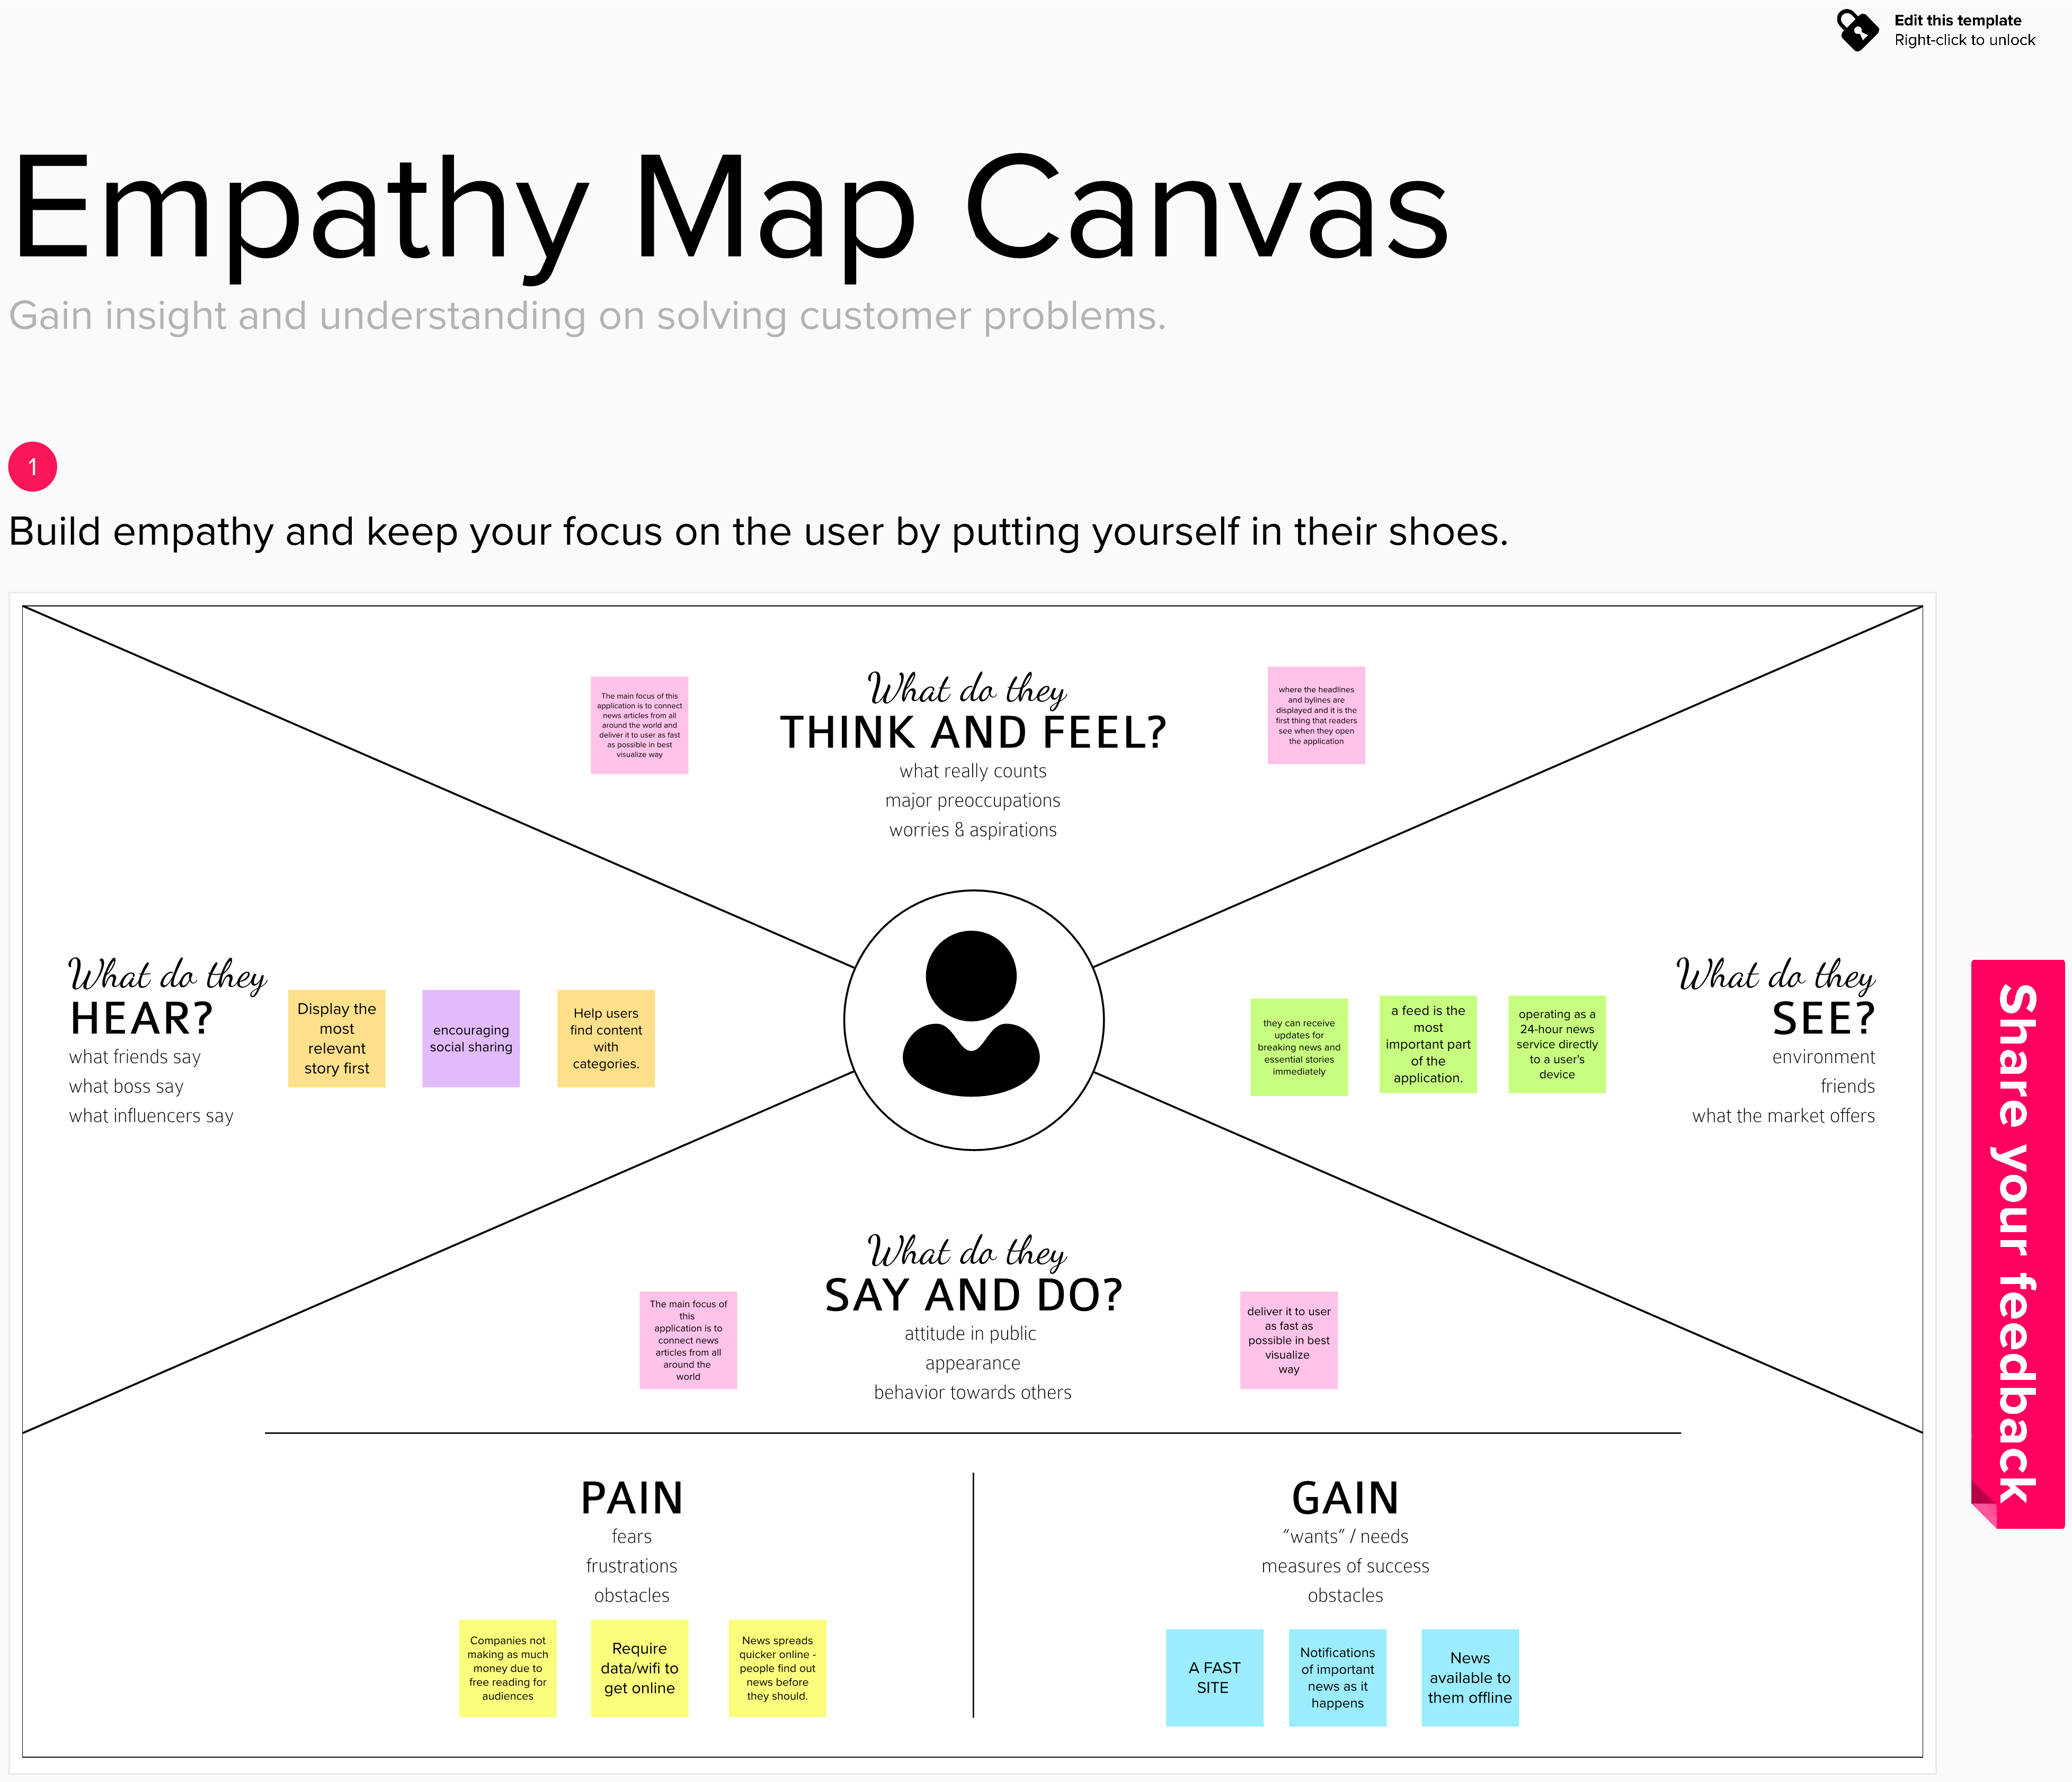 Edit this template
Right-click to unlock
Empathy Map Canvas
Gain insight and understanding on solving customer problems.
1
Build empathy and keep your focus on the user by putting yourself in their shoes.
What do they
THINK AND FEEL?
what really counts
major preoccupations
worries & aspirations
The main focus of this
application is to connect
news articles from all
around the world and
deliver it to user as fast
as possible in best
visualize way
where the headlines
and bylines are
displayed and it is the
first thing that readers
see when they open
the application
What do they
HEAR?
what friends say
what boss say
what influencers say
Display the
most
relevant
story first
encouraging
social sharing
Help users
find content
with
categories.
they can receive
updates for
breaking news and
essential stories
immediately
a feed is the
most
important part
of the
application.
operating as a
24-hour news
service directly
to a user's
device
What do they
SEE?
environment
friends
what the market offers
What do they
SAY AND DO?
attitude in public
appearance
behavior towards others
The main focus of
this
application is to
connect news
articles from all
around the
world
deliver it to user
as fast as
possible in best
visualize
way
PAIN
fears
frustrations
obstacles
Companies not
making as much
money due to
free reading for
audiences
Require
data/wifi to
get online
News spreads
quicker online -
people find out
news before
they should.
GAIN
“wants” / needs
measures of success
obstacles
A FAST
SITE
Notifications
of important
news as it
happens
News
available to
them offline
Share your feedback